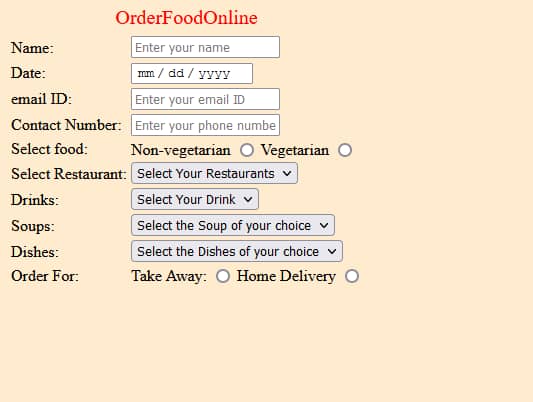 OrderFoodOnline
Name: Enter your name
Date: mm / dd / yyyy
email ID: Enter your email ID
Contact Number: Enter your phone numbe
Select food: Non-vegetarian Vegetarian
Select Restaurant: Select Your Restaurants
Drinks: Select Your Drink
Soups: Select the Soup of your choice
Dishes: Select the Dishes of your choice
Order For: Take Away: Home Delivery